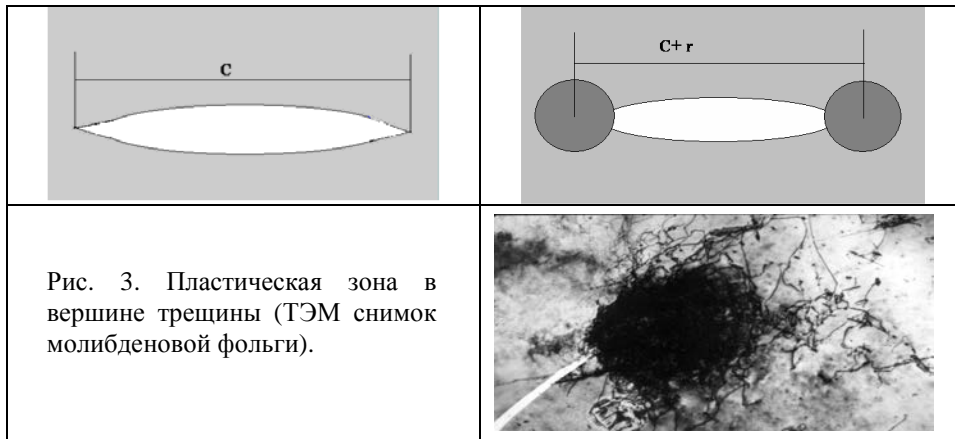 C
C+ r
Рис. 3. Пластическая зона в
вершине трещины (ТЭМ снимок
молибденовой фольги).